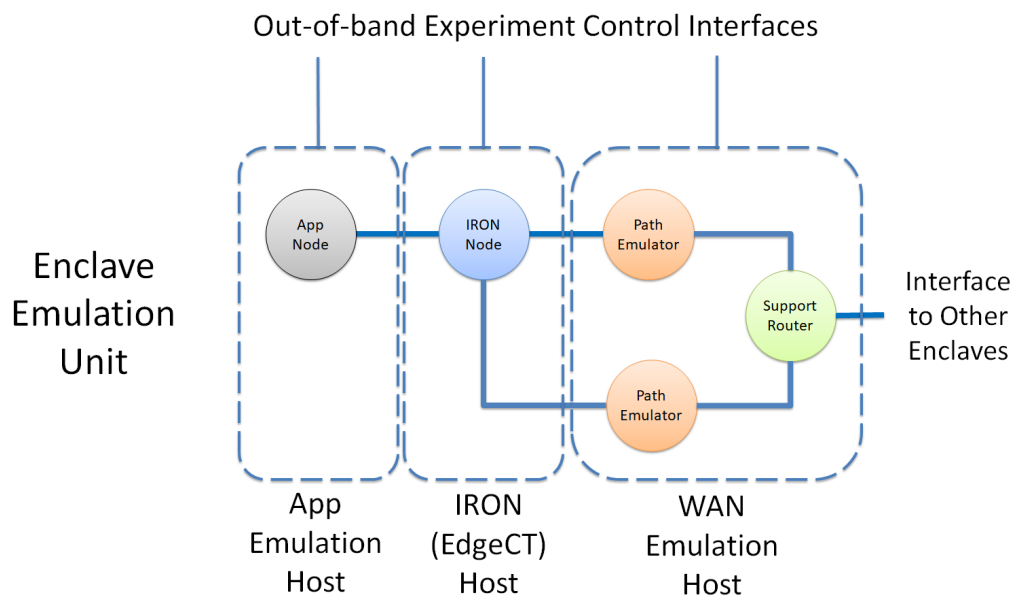 Out-of-band Experiment Control Interfaces
App
Node
IRON
Node
Path
Emulator
Enclave
Emulation
Unit
Support
Router
Interface
to Other
Enclaves
Path
Emulator
App
Emulation
Host
IRON
(EdgeCT)
Host
WAN
Emulation
Host